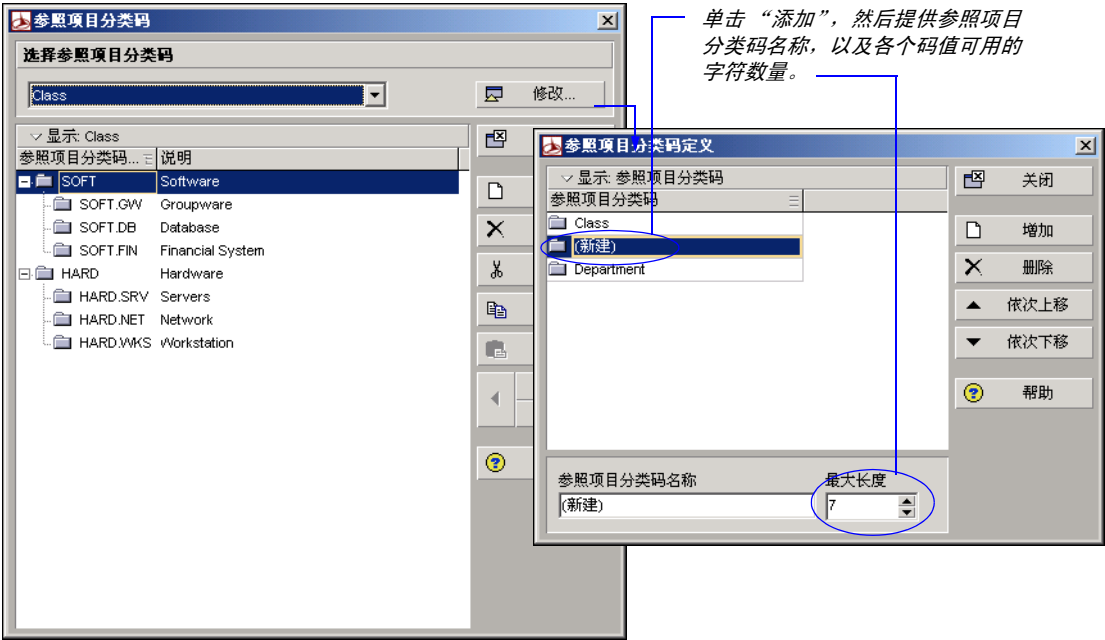 参照项目分类码
选择参照项目分类码
Class
修改...
显示: Class
参照项目分类码... 说明
SOFT Software
SOFT.GW Groupware
SOFT.DB Database
SOFT.FIN Financial System
HARD Hardware
HARD.SRV Servers
HARD.NET Network
HARD.WKS Workstation
单击 “添加”，然后提供参照项目
分类码名称，以及各个码值可用的
字符数量。
参照项目分类码定义
显示: 参照项目分类码
参照项目分类码
Class
(新建)
Department
关闭
增加
删除
依次上移
依次下移
帮助
参照项目分类码名称 最大长度
(新建) 7